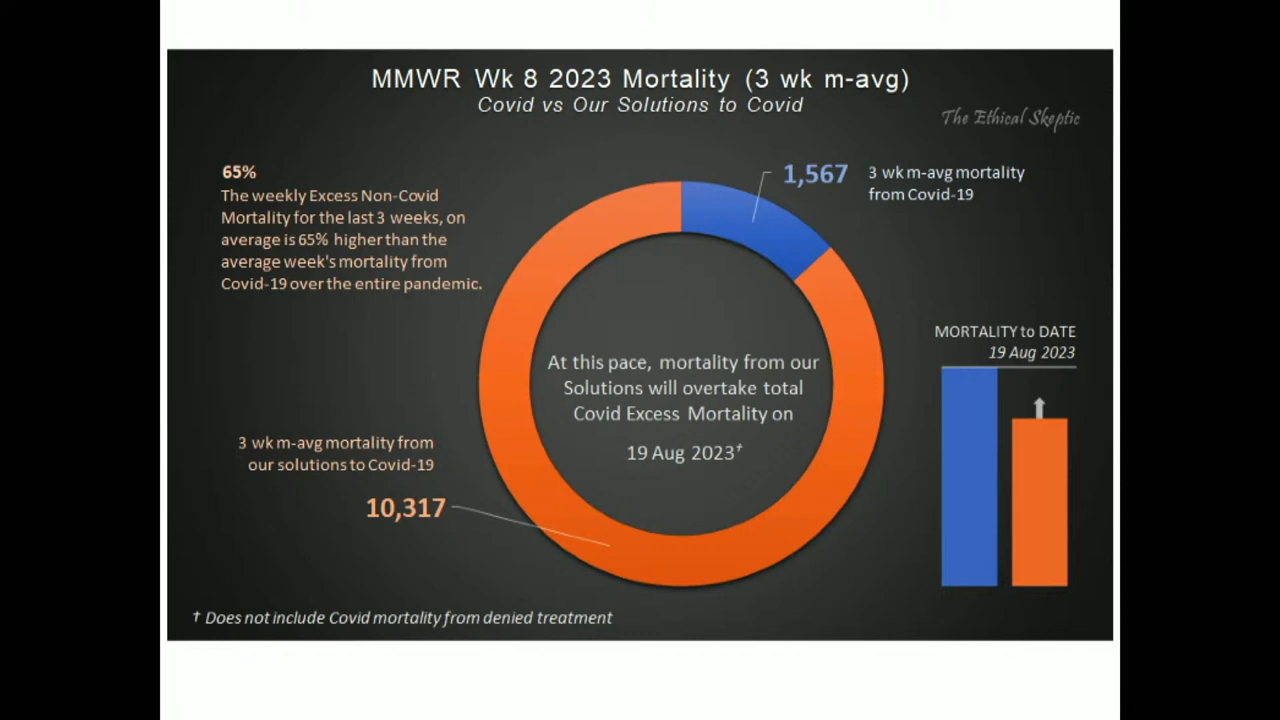 MMWR Wk 8 2023 Mortality (3 wk m-avg)
Covid vs Our Solutions to Covid
The Ethical Skeptic
65%
The weekly Excess Non-Covid
Mortality for the last 3 weeks, on
average is 65% higher than the
average week's mortality from
Covid-19 over the entire pandemic.
1,567
3 wk m-avg mortality
from Covid-19
At this pace, mortality from our
Solutions will overtake total
Covid Excess Mortality on
19 Aug 2023†
MORTALITY to DATE
19 Aug 2023
3 wk m-avg mortality from
our solutions to Covid-19
10,317
† Does not include Covid mortality from denied treatment